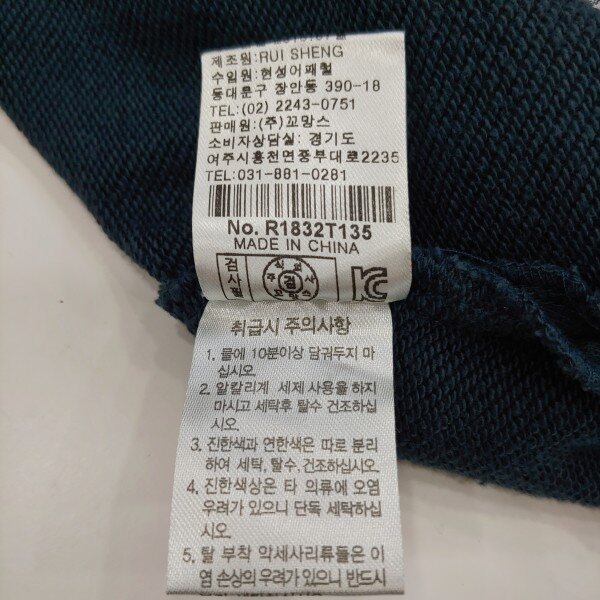 제조원:RUI SHENG
수입원:현성어패럴
동대문구 장안동 390-18
TEL:(02) 2243-0751
판매원:(주)꼬망스
소비자상담실:경기도
여주시흥천면중부대로2235
TEL:031-881-0281
No. R1832T135
MADE IN CHINA
검사필
검
KC
취급시 주의사항
1. 물에 10분이상 담궈두지 마
십시오.
2. 알칼리계 세제 사용을 하지
마시고 세탁후 탈수 건조하십
시오.
3. 진한색과 연한색은 따로 분리
하여 세탁, 탈수, 건조하십시오.
4. 진한색상은 타 의류에 오염
우려가 있으니 단독 세탁하십
시오.
5. 탈 부착 악세사리류들은 이
염 손상의 우려가 있으니 반드시